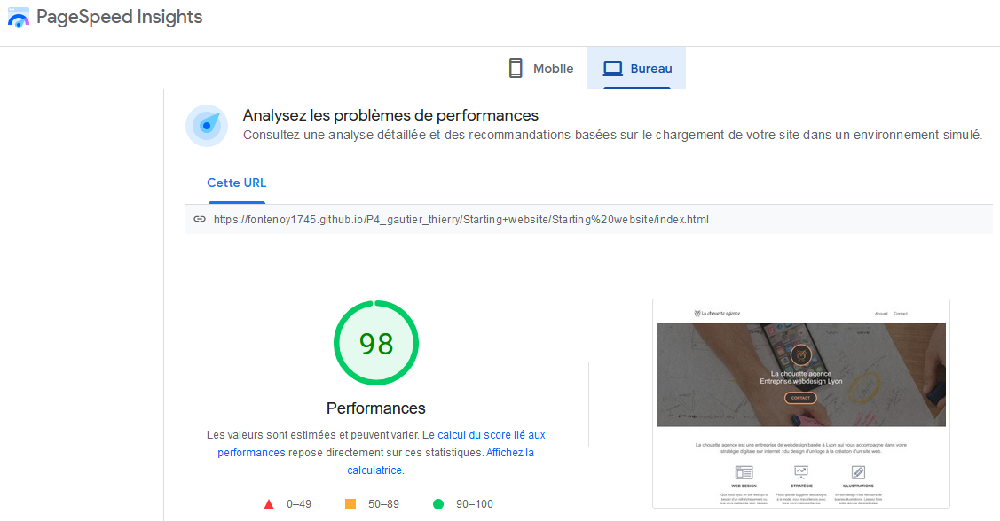 PageSpeed Insights
Mobile
Bureau
Analysez les problèmes de performances
Consultez une analyse détaillée et des recommandations basées sur le chargement de votre site dans un environnement simulé.
Cette URL
https://fontenoy1745.github.io/P4_gautier_thierry/Starting+website/Starting%20website/index.html
98
Performances
Les valeurs sont estimées et peuvent varier. Le calcul du score lié aux
performances repose directement sur ces statistiques. Affichez la
calculatrice.
0–49
50–89
90–100
La chouette agence
Accueil Contact
La chouette agence
Entreprise webdesign Lyon
CONTACT
La chouette agence est une entreprise de webdesign basée à Lyon qui vous accompagne dans votre
stratégie digitale sur internet : du design d'un logo à la création d'un site web.
WEB DESIGN
STRATÉGIE
ILLUSTRATIONS